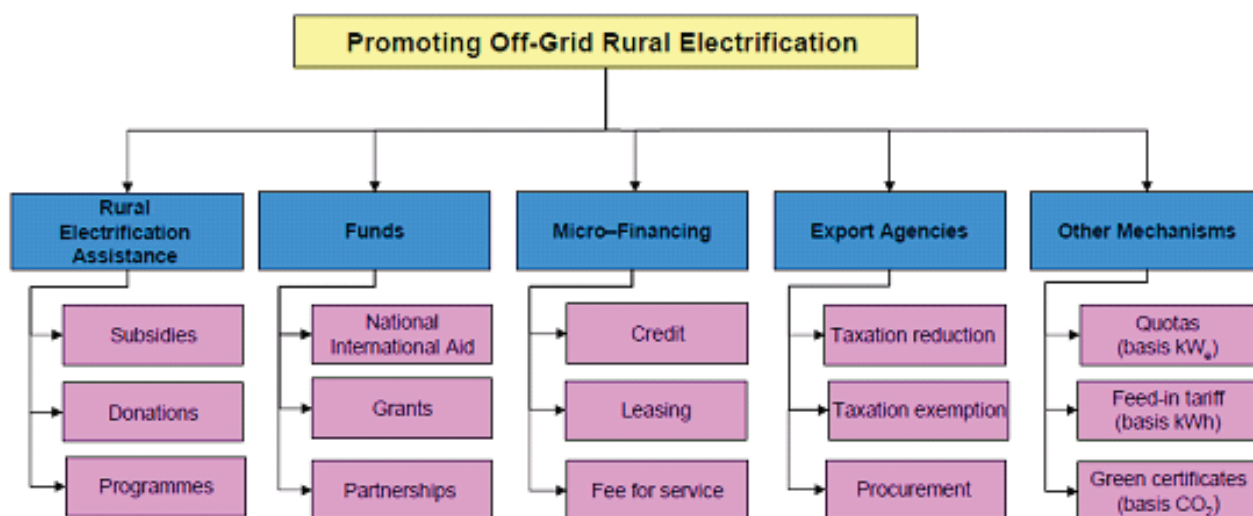 Promoting Off-Grid Rural Electrification
Rural
Electrification
Assistance
Funds
Micro–Financing
Export Agencies
Other Mechanisms
Subsidies
Donations
Programmes
National
International Aid
Grants
Partnerships
Credit
Leasing
Fee for service
Taxation reduction
Taxation exemption
Procurement
Quotas
(basis kWₑ)
Feed-in tariff
(basis kWh)
Green certificates
(basis CO₂)